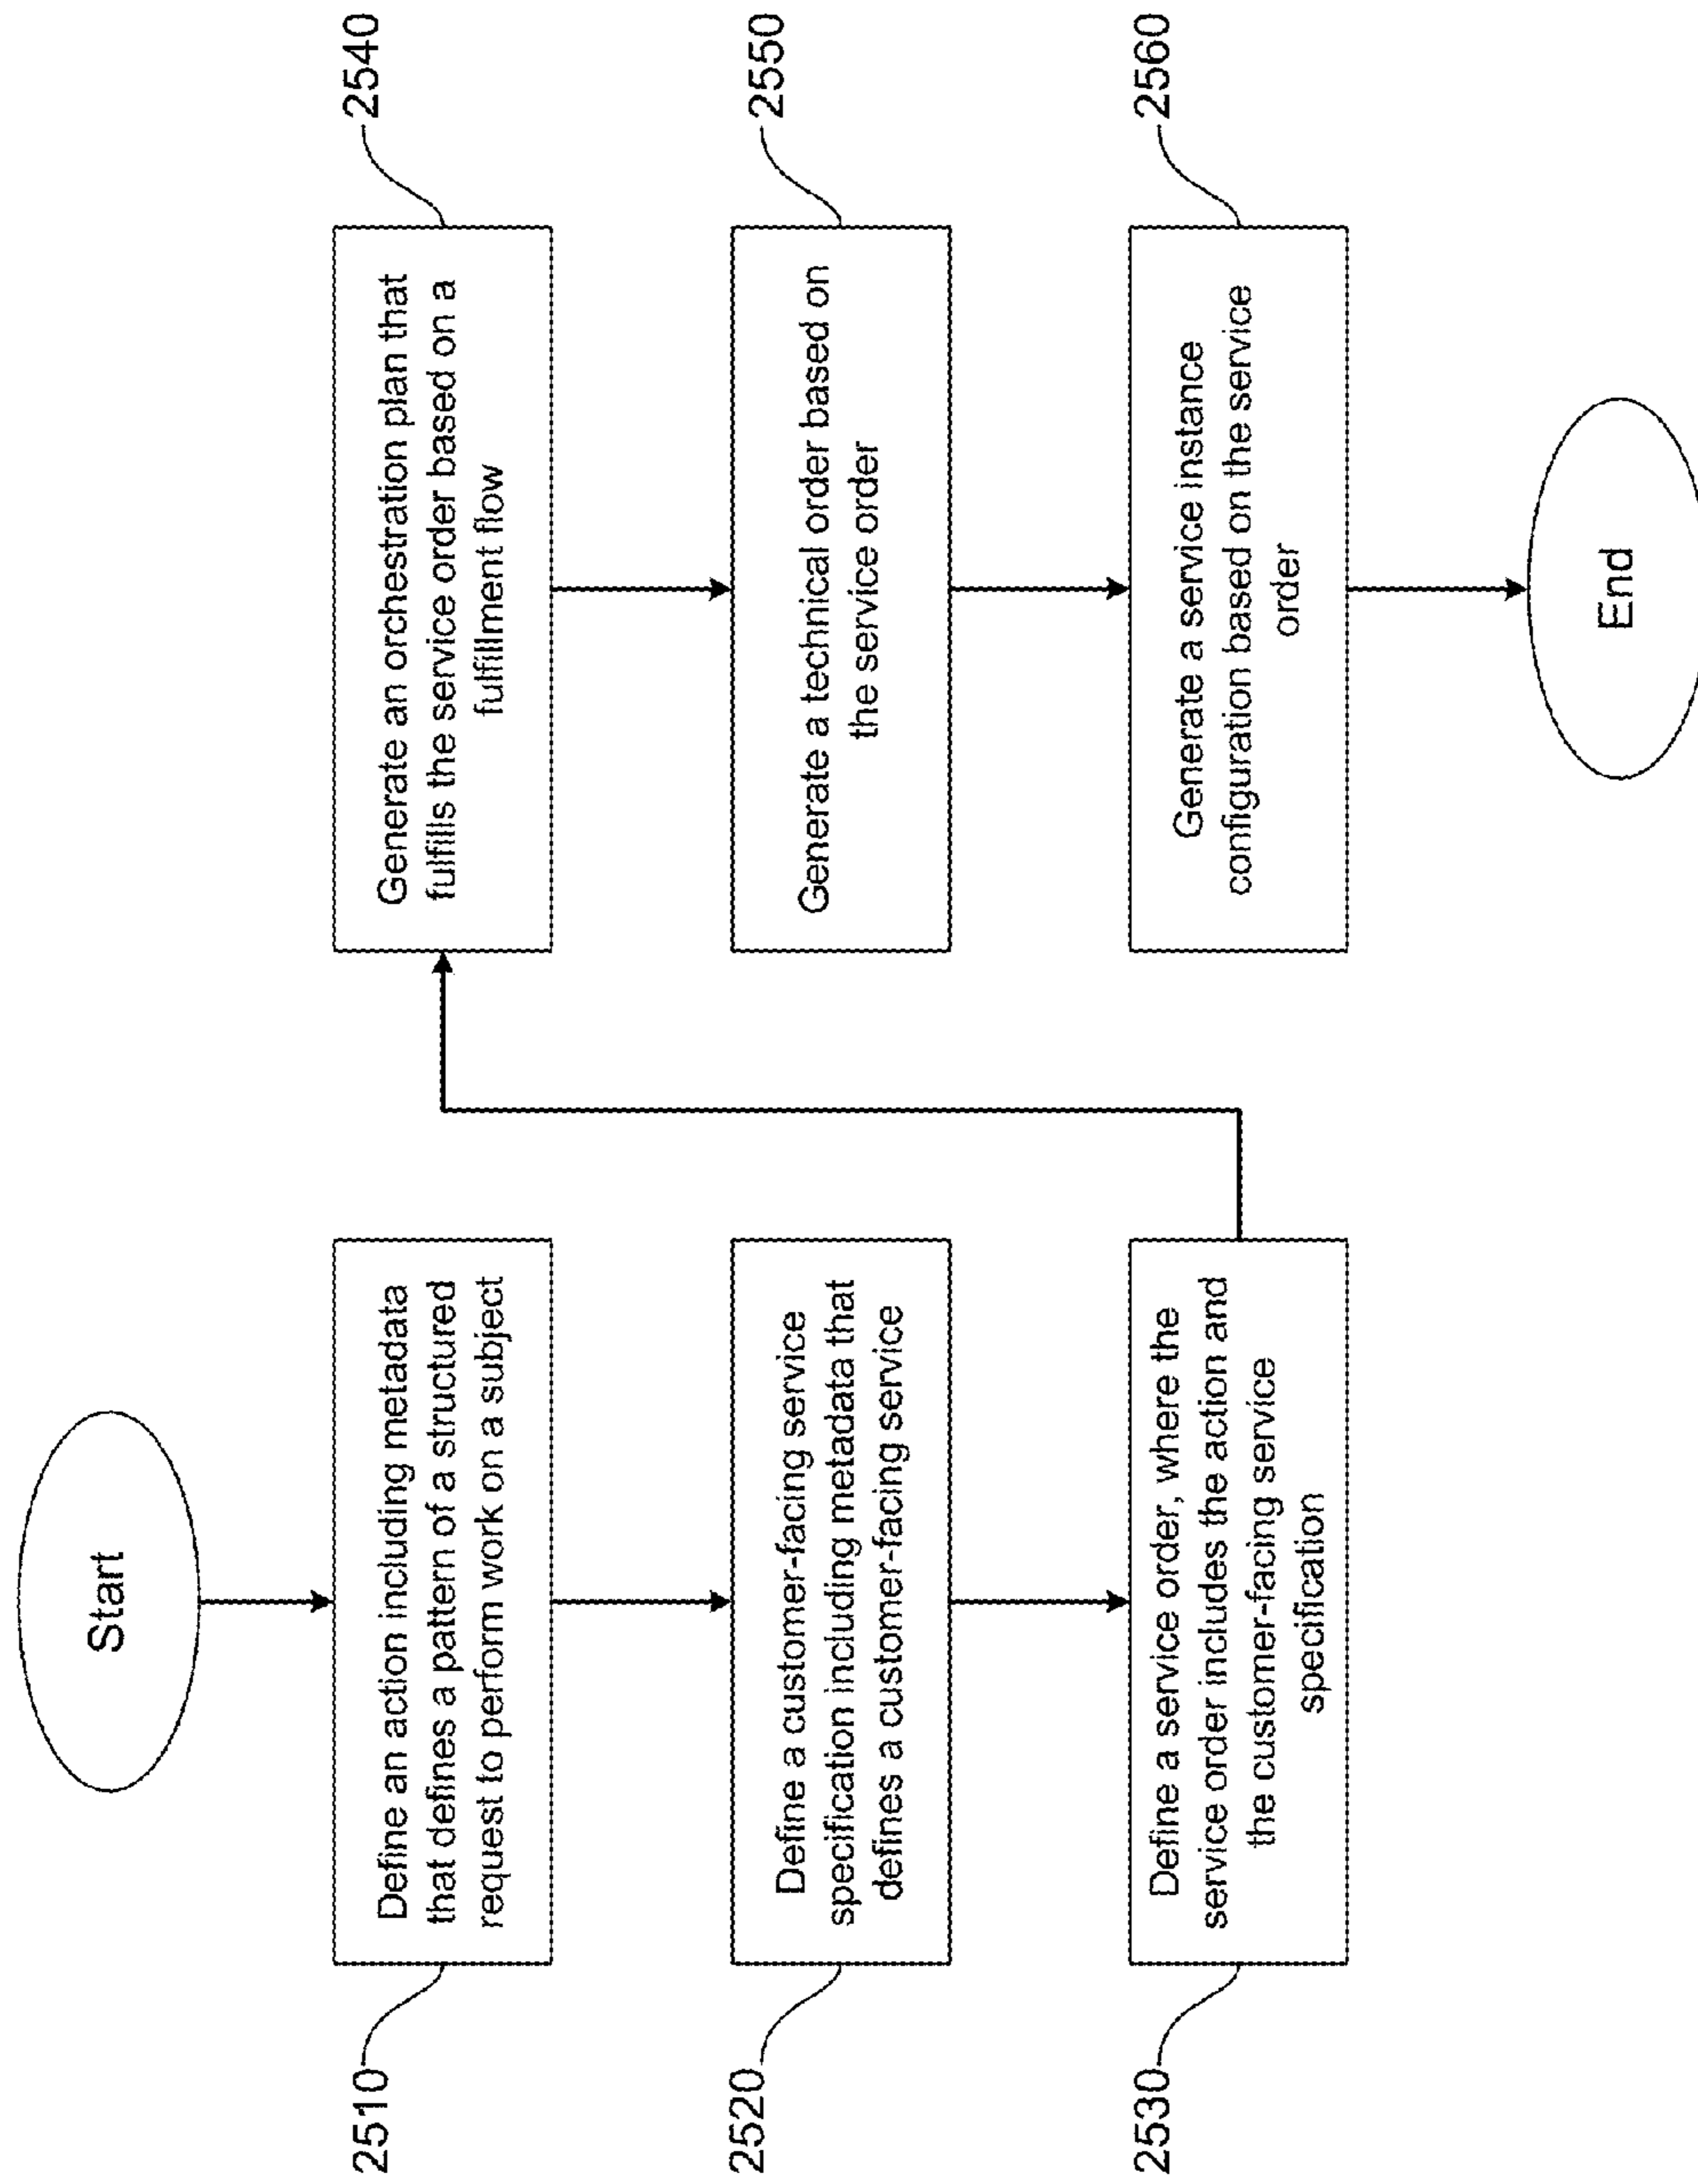 Start
2510
Define an action including metadata
that defines a pattern of a structured
request to perform work on a subject
2520
Define a customer-facing service
specification including metadata that
defines a customer-facing service
2530
Define a service order, where the
service order includes the action and
the customer-facing service
specification
2540
Generate an orchestration plan that
fulfills the service order based on a
fulfillment flow
2550
Generate a technical order based on
the service order
2560
Generate a service instance
configuration based on the service
order
End